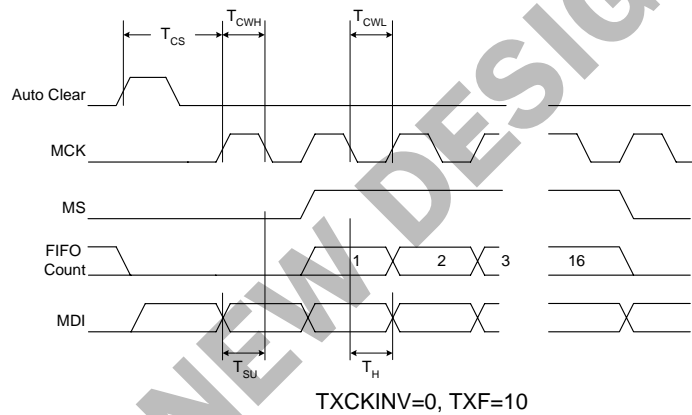 T_CWH T_CWL
T_CS
Auto Clear
MCK
MS
FIFO
Count
1 2 3 16
MDI
T_SU T_H
TXCKINV=0, TXF=10
NEW DESIG